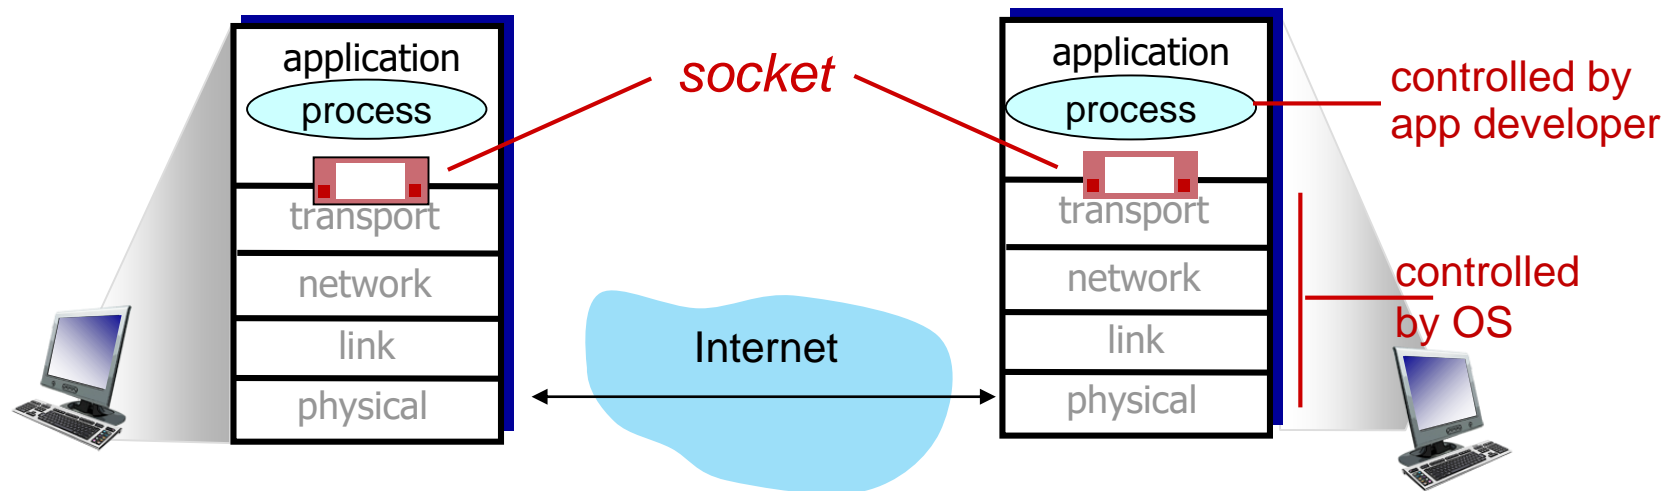 application
process
transport
network
link
physical
socket
Internet
application
process
transport
network
link
physical
controlled by
app developer
controlled
by OS